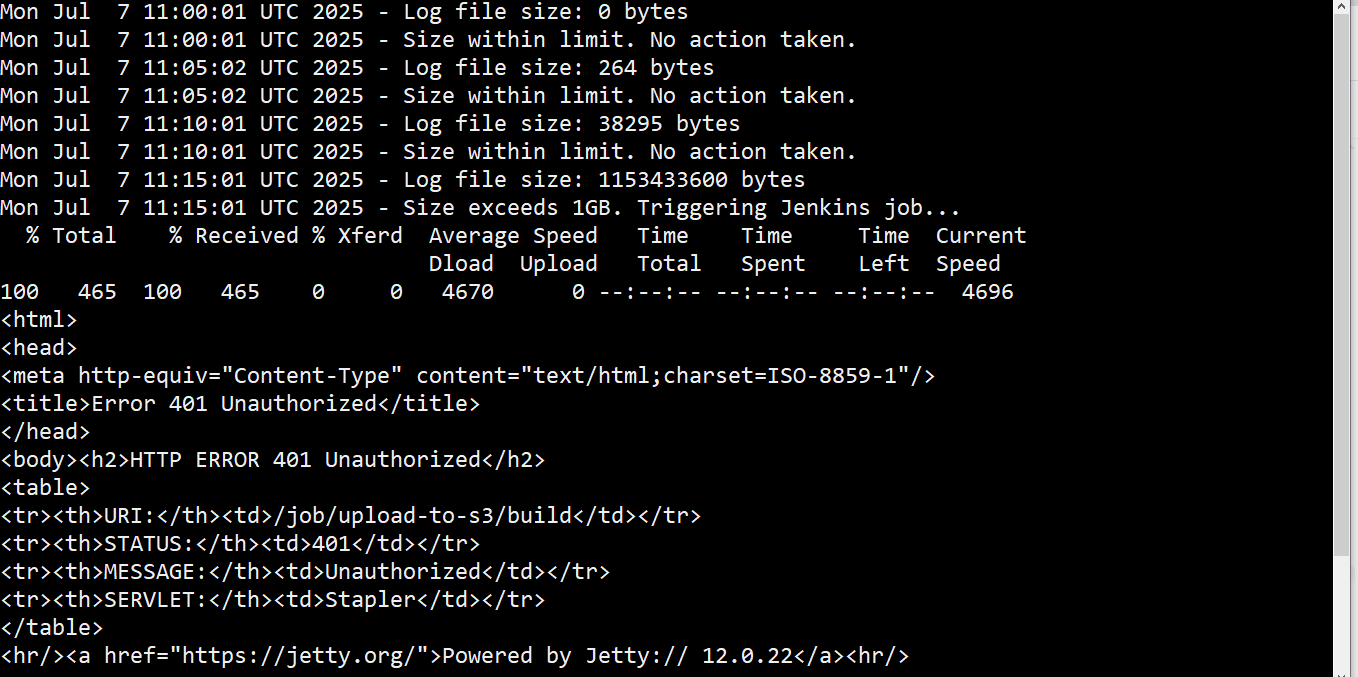 Mon Jul  7 11:00:01 UTC 2025 - Log file size: 0 bytes
Mon Jul  7 11:00:01 UTC 2025 - Size within limit. No action taken.
Mon Jul  7 11:05:02 UTC 2025 - Log file size: 264 bytes
Mon Jul  7 11:05:02 UTC 2025 - Size within limit. No action taken.
Mon Jul  7 11:10:01 UTC 2025 - Log file size: 38295 bytes
Mon Jul  7 11:10:01 UTC 2025 - Size within limit. No action taken.
Mon Jul  7 11:15:01 UTC 2025 - Log file size: 1153433600 bytes
Mon Jul  7 11:15:01 UTC 2025 - Size exceeds 1GB. Triggering Jenkins job...
  % Total    % Received % Xferd  Average Speed   Time    Time     Time  Current
                                 Dload  Upload   Total   Spent    Left  Speed
100   465  100   465    0     0   4670      0 --:--:-- --:--:-- --:--:--  4696
<html>
<head>
<meta http-equiv="Content-Type" content="text/html;charset=ISO-8859-1"/>
<title>Error 401 Unauthorized</title>
</head>
<body><h2>HTTP ERROR 401 Unauthorized</h2>
<table>
<tr><th>URI:</th><td>/job/upload-to-s3/build</td></tr>
<tr><th>STATUS:</th><td>401</td></tr>
<tr><th>MESSAGE:</th><td>Unauthorized</td></tr>
<tr><th>SERVLET:</th><td>Stapler</td></tr>
</table>
<hr/><a href="https://jetty.org/">Powered by Jetty:// 12.0.22</a><hr/>